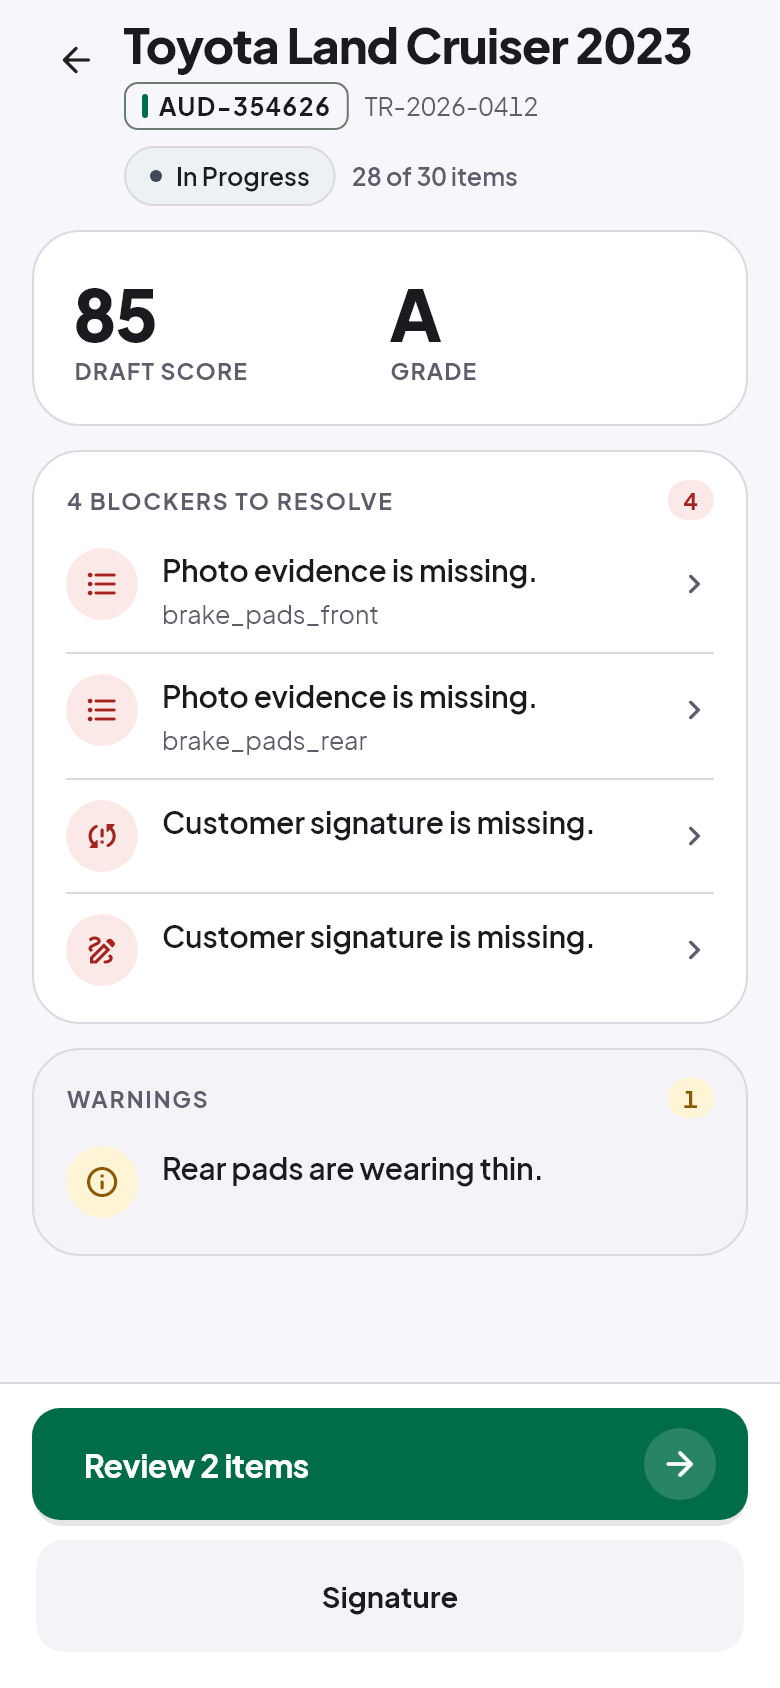 Toyota Land Cruiser 2023
AUD-354626 TR-2026-0412
In Progress 28 of 30 items
85 A
DRAFT SCORE GRADE
4 BLOCKERS TO RESOLVE 4
Photo evidence is missing.
brake_pads_front
Photo evidence is missing.
brake_pads_rear
Customer signature is missing.
Customer signature is missing.
WARNINGS 1
Rear pads are wearing thin.
Review 2 items
Signature